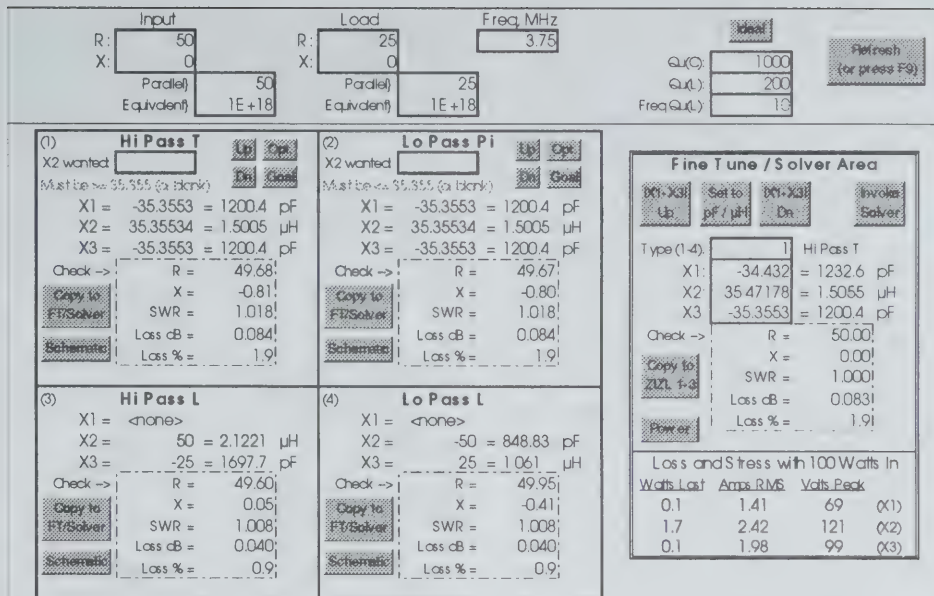 Input Load Freq, MHz
R: 50 R: 25 3.75
X: 0 X: 0
Parallel} 50 Parallel} 25
Equivalent} 1E+18 Equivalent} 1E+18
Ideal
Qu(C): 1000
Qu(L): 200
Freq Qu(L): 10
Refresh
(or press F9)
(1) Hi Pass T
X2 wanted: Up Opt.
Must be >= 35.355 (or blank) Dn Goal
X1 = -35.3553 = 1200.4 pF
X2 = 35.35534 = 1.5005 µH
X3 = -35.3553 = 1200.4 pF
Check --> R = 49.68
X = -0.81
Copy to
FT/Solver
SWR = 1.018
Loss dB = 0.084
Schematic
Loss % = 1.9
(2) Lo Pass Pi
X2 wanted: Up Opt.
Must be <= 35.355 (or blank) Dn Goal
X1 = -35.3553 = 1200.4 pF
X2 = 35.35534 = 1.5005 µH
X3 = -35.3553 = 1200.4 pF
Check --> R = 49.67
X = -0.80
Copy to
FT/Solver
SWR = 1.018
Loss dB = 0.084
Schematic
Loss % = 1.9
(3) Hi Pass L
X1 = <none>
X2 = 50 = 2.1221 µH
X3 = -25 = 1697.7 pF
Check --> R = 49.60
X = 0.05
Copy to
FT/Solver
SWR = 1.008
Loss dB = 0.040
Schematic
Loss % = 0.9
(4) Lo Pass L
X1 = <none>
X2 = -50 = 848.83 pF
X3 = 25 = 1.061 µH
Check --> R = 49.95
X = -0.41
Copy to
FT/Solver
SWR = 1.008
Loss dB = 0.040
Schematic
Loss % = 0.9
Fine Tune / Solver Area
(X1-X3) Up
Set to pF / µH
(X1-X3) Dn
Invoke Solver
Type (1-4): 1 Hi Pass T
X1: -34.432 = 1232.6 pF
X2: 35.47178 = 1.5055 µH
X3 -35.3553 = 1200.4 pF
Check --> R = 50.00
X = 0.00
Copy to
Zi/ZL 1-3
SWR = 1.000
Loss dB = 0.083
Power
Loss % = 1.9
Loss and Stress with 100 Watts In
Watts Lost Amps RMS Volts Peak
0.1 1.41 69 (X1)
1.7 2.42 121 (X2)
0.1 1.98 99 (X3)